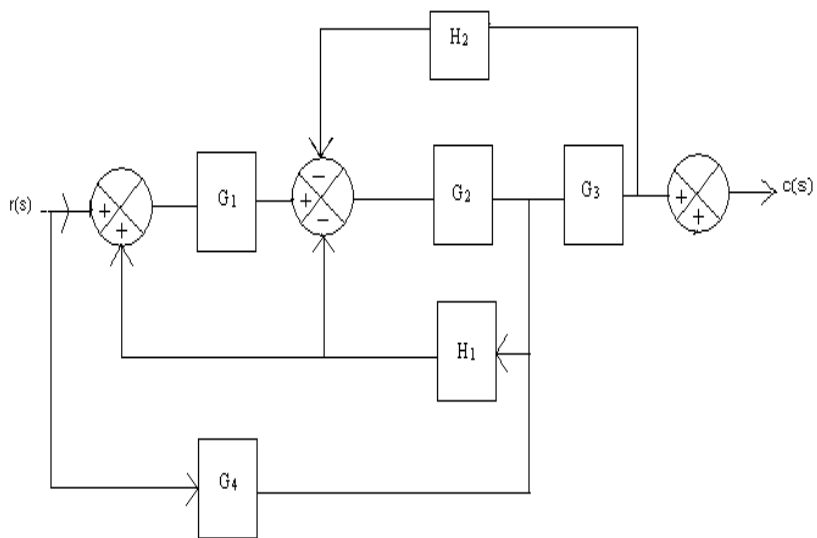 H₂
G₁
G₂
G₃
r(s)
c(s)
+
+
+
−
−
+
+
H₁
G₄